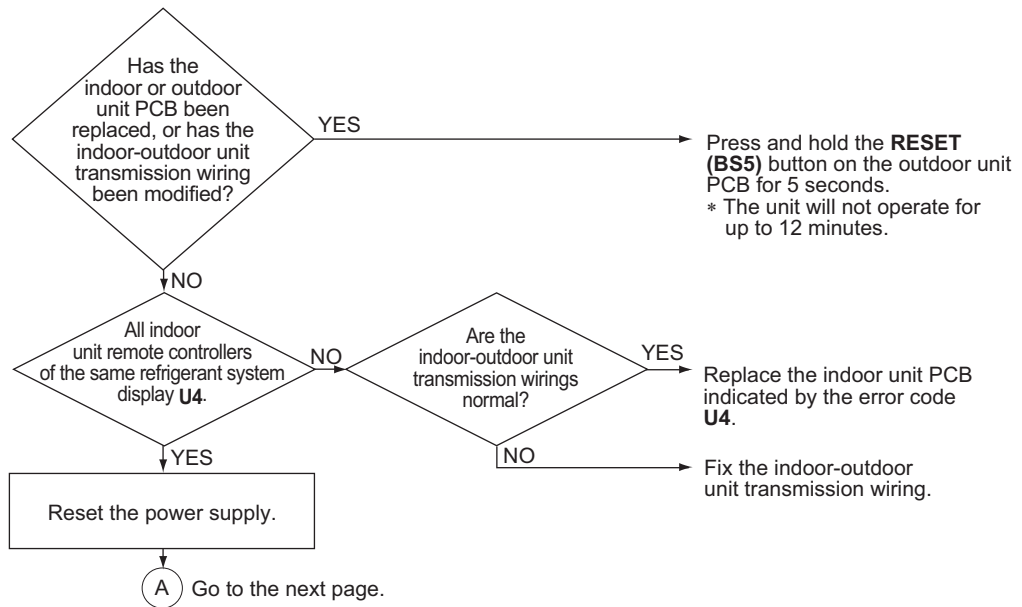 Has the
indoor or outdoor
unit PCB been
replaced, or has the
indoor-outdoor unit
transmission wiring
been modified?
YES
Press and hold the RESET
(BS5) button on the outdoor unit
PCB for 5 seconds.
* The unit will not operate for
up to 12 minutes.
NO
All indoor
unit remote controllers
of the same refrigerant system
display U4.
NO
Are the
indoor-outdoor unit
transmission wirings
normal?
YES
Replace the indoor unit PCB
indicated by the error code
U4.
NO
Fix the indoor-outdoor
unit transmission wiring.
YES
Reset the power supply.
A Go to the next page.